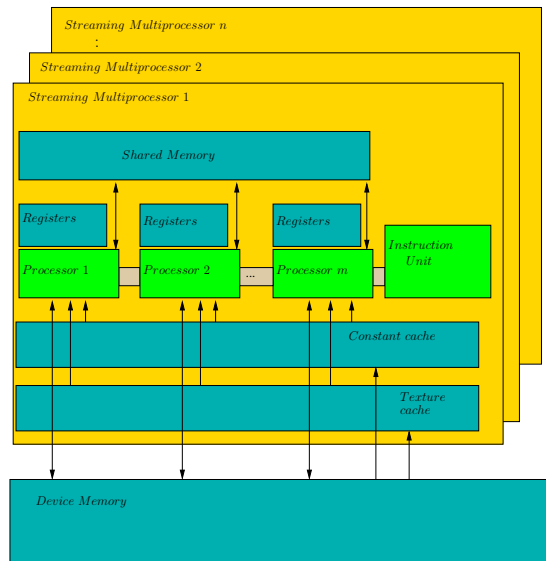 Streaming Multiprocessor n
:
Streaming Multiprocessor 2
Streaming Multiprocessor 1
Shared Memory
Registers
Registers
Registers
Processor 1
Processor 2
...
Processor m
Instruction
Unit
Constant cache
Texture
cache
Device Memory